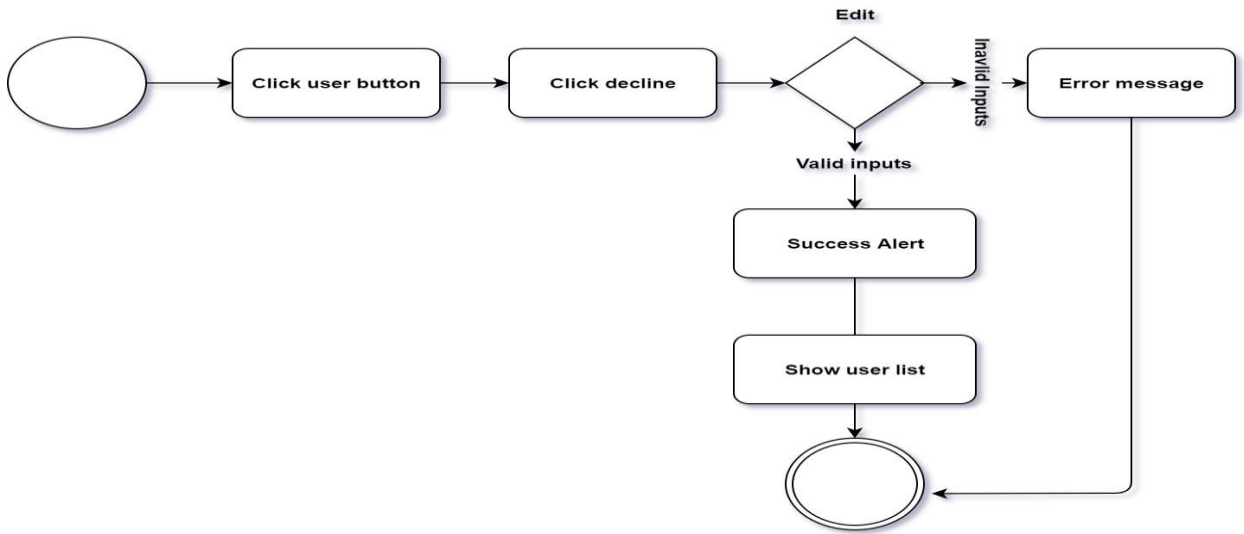 Edit
Click user button
Click decline
Inavlid Inputs
Error message
Valid inputs
Success Alert
Show user list